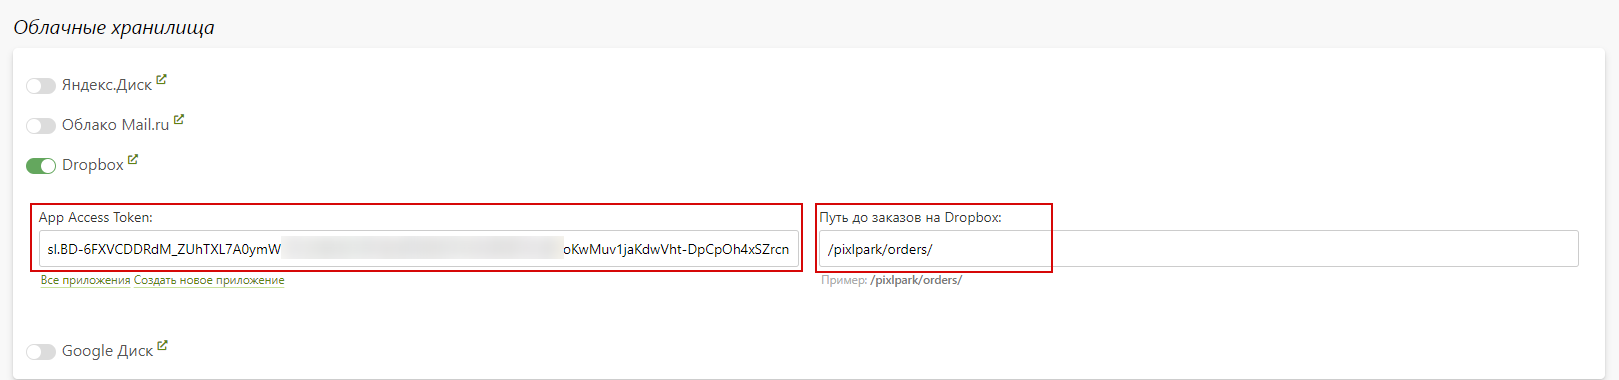 Облачные хранилища
Яндекс.Диск
Облако Mail.ru
Dropbox
App Access Token:
sl.BD-6FXVCDDRdM_ZUhTXL7A0ymW oKwMuv1jaKdwVht-DpCpOh4xSZrcn
Все приложения Создать новое приложение
Путь до заказов на Dropbox:
/pixlpark/orders/
Пример: /pixlpark/orders/
Google Диск